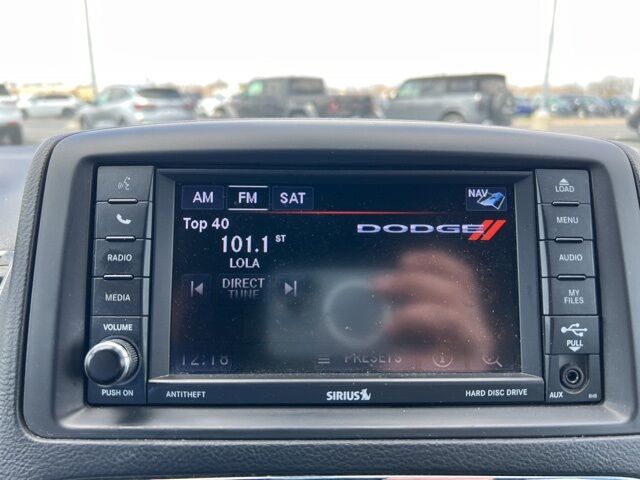 AM FM SAT NAV
Top 40
101.1 ST
LOLA
DODGE
DIRECT
TUNE
12:18 PRESETS
RADIO
MEDIA
VOLUME
PUSH ON
LOAD
MENU
AUDIO
MY
FILES
PULL
AUX RHB
ANTITHEFT SIRIUS HARD DISC DRIVE